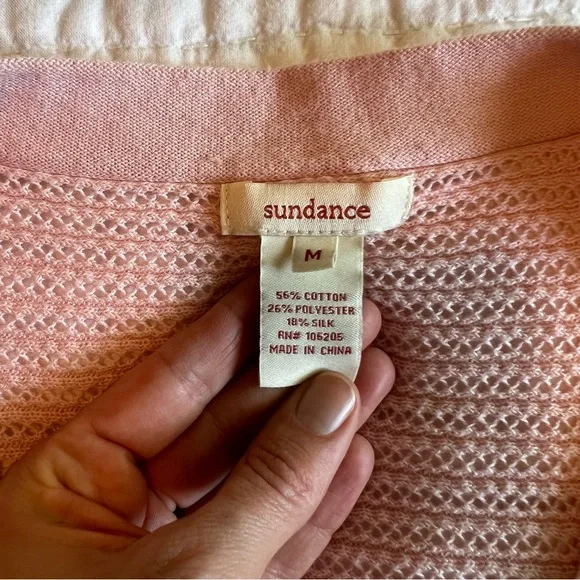 sundance
M
56% COTTON
26% POLYESTER
18% SILK
RN# 106205
MADE IN CHINA